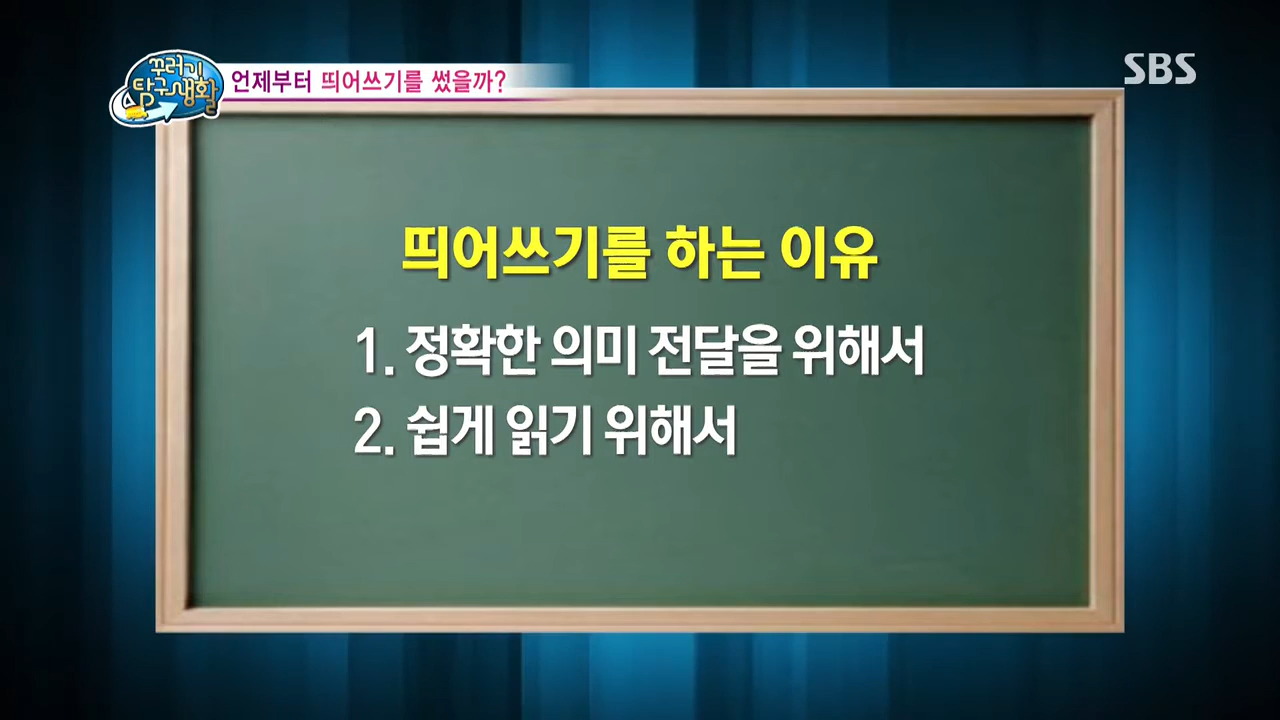 꾸러기
탐구생활
언제부터 띄어쓰기를 썼을까?
SBS
띄어쓰기를 하는 이유
1. 정확한 의미 전달을 위해서
2. 쉽게 읽기 위해서